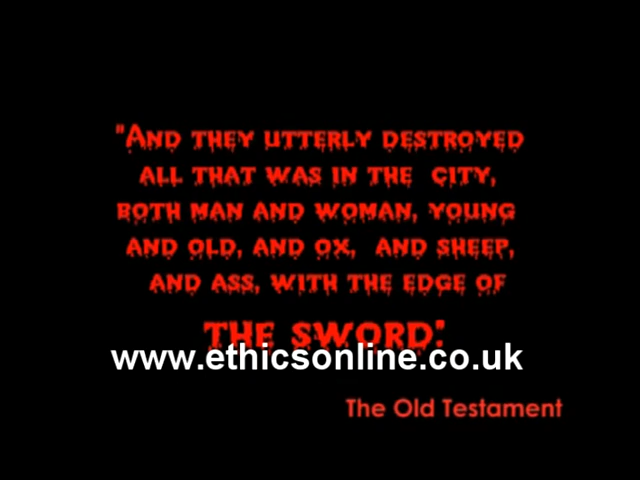 "AND THEY UTTERLY DESTROYED
ALL THAT WAS IN THE CITY,
BOTH MAN AND WOMAN, YOUNG
AND OLD, AND OX, AND SHEEP,
AND ASS, WITH THE EDGE OF
THE SWORD."
www.ethicsonline.co.uk
The Old Testament